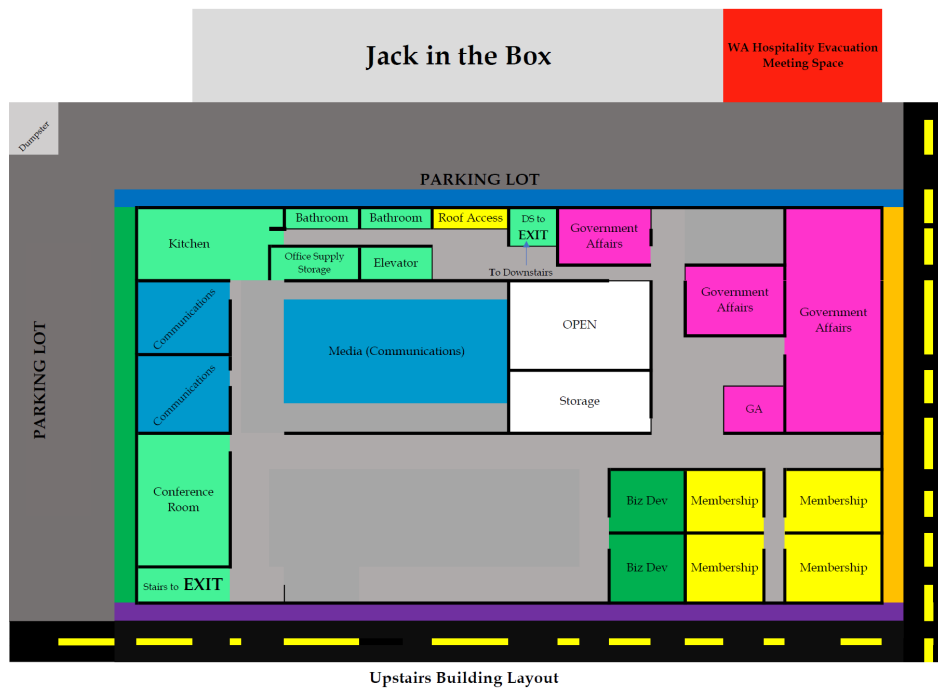 Jack in the Box
WA Hospitality Evacuation
Meeting Space
Dumpster
PARKING LOT
Bathroom
Bathroom
Roof Access
DS to
EXIT
Government
Affairs
Kitchen
Office Supply
Storage
Elevator
To Downstairs
Government
Affairs
Government
Affairs
Communications
Media (Communications)
OPEN
PARKING LOT
Communications
Storage
GA
Conference
Room
Biz Dev
Membership
Membership
Stairs to EXIT
Biz Dev
Membership
Membership
Upstairs Building Layout